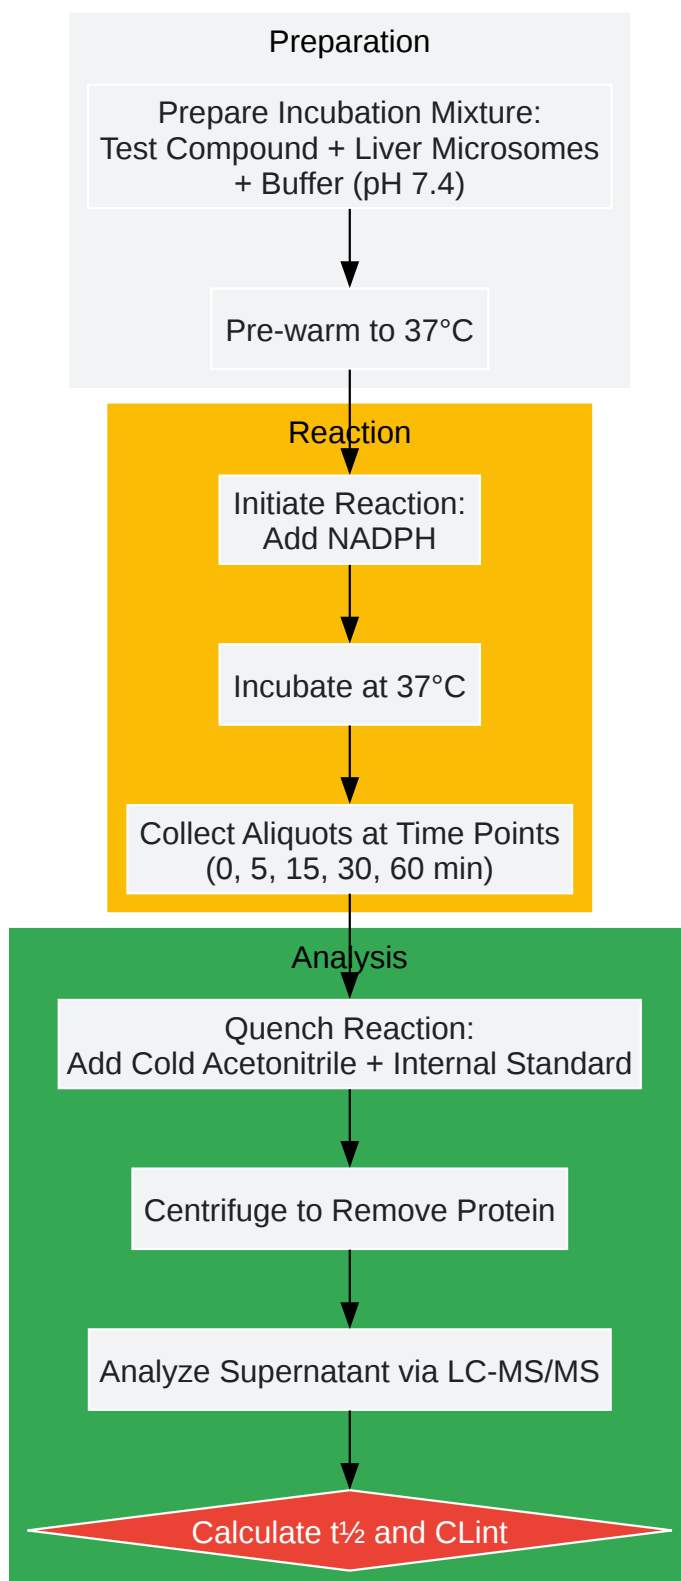 Preparation
Prepare Incubation Mixture:
Test Compound + Liver Microsomes
+ Buffer (pH 7.4)
Pre-warm to 37°C
Reaction
Initiate Reaction:
Add NADPH
Incubate at 37°C
Collect Aliquots at Time Points
(0, 5, 15, 30, 60 min)
Analysis
Quench Reaction:
Add Cold Acetonitrile + Internal Standard
Centrifuge to Remove Protein
Analyze Supernatant via LC-MS/MS
Calculate t½ and CLint